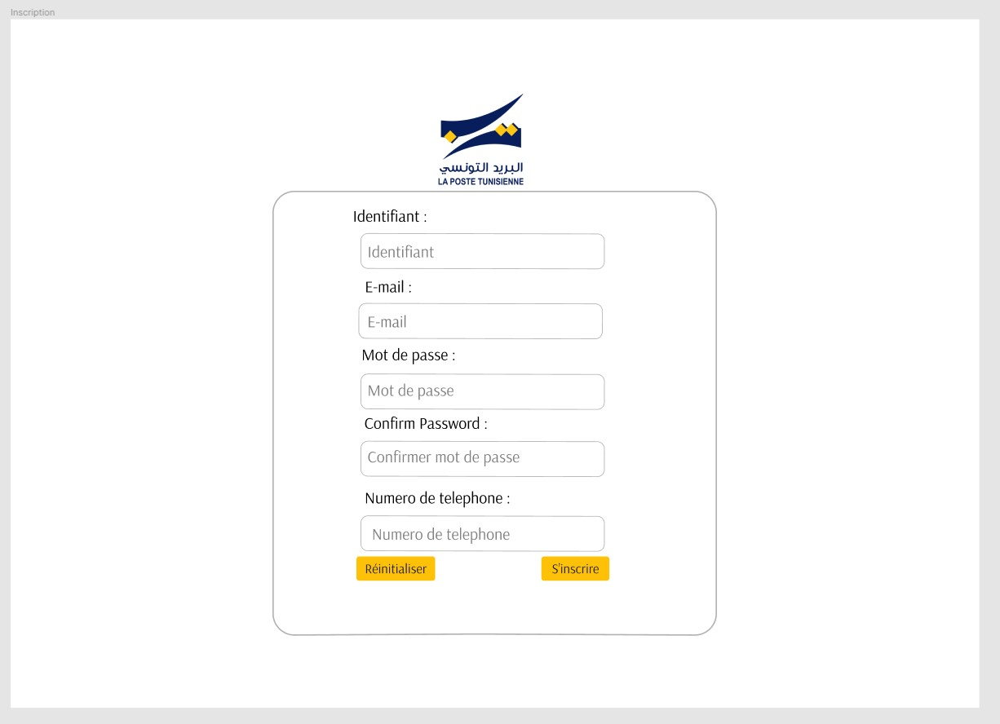 Inscription
البريد التونسي
LA POSTE TUNISIENNE
Identifiant :
Identifiant
E-mail :
E-mail
Mot de passe :
Mot de passe
Confirm Password :
Confirmer mot de passe
Numero de telephone :
Numero de telephone
Réinitialiser
S'inscrire